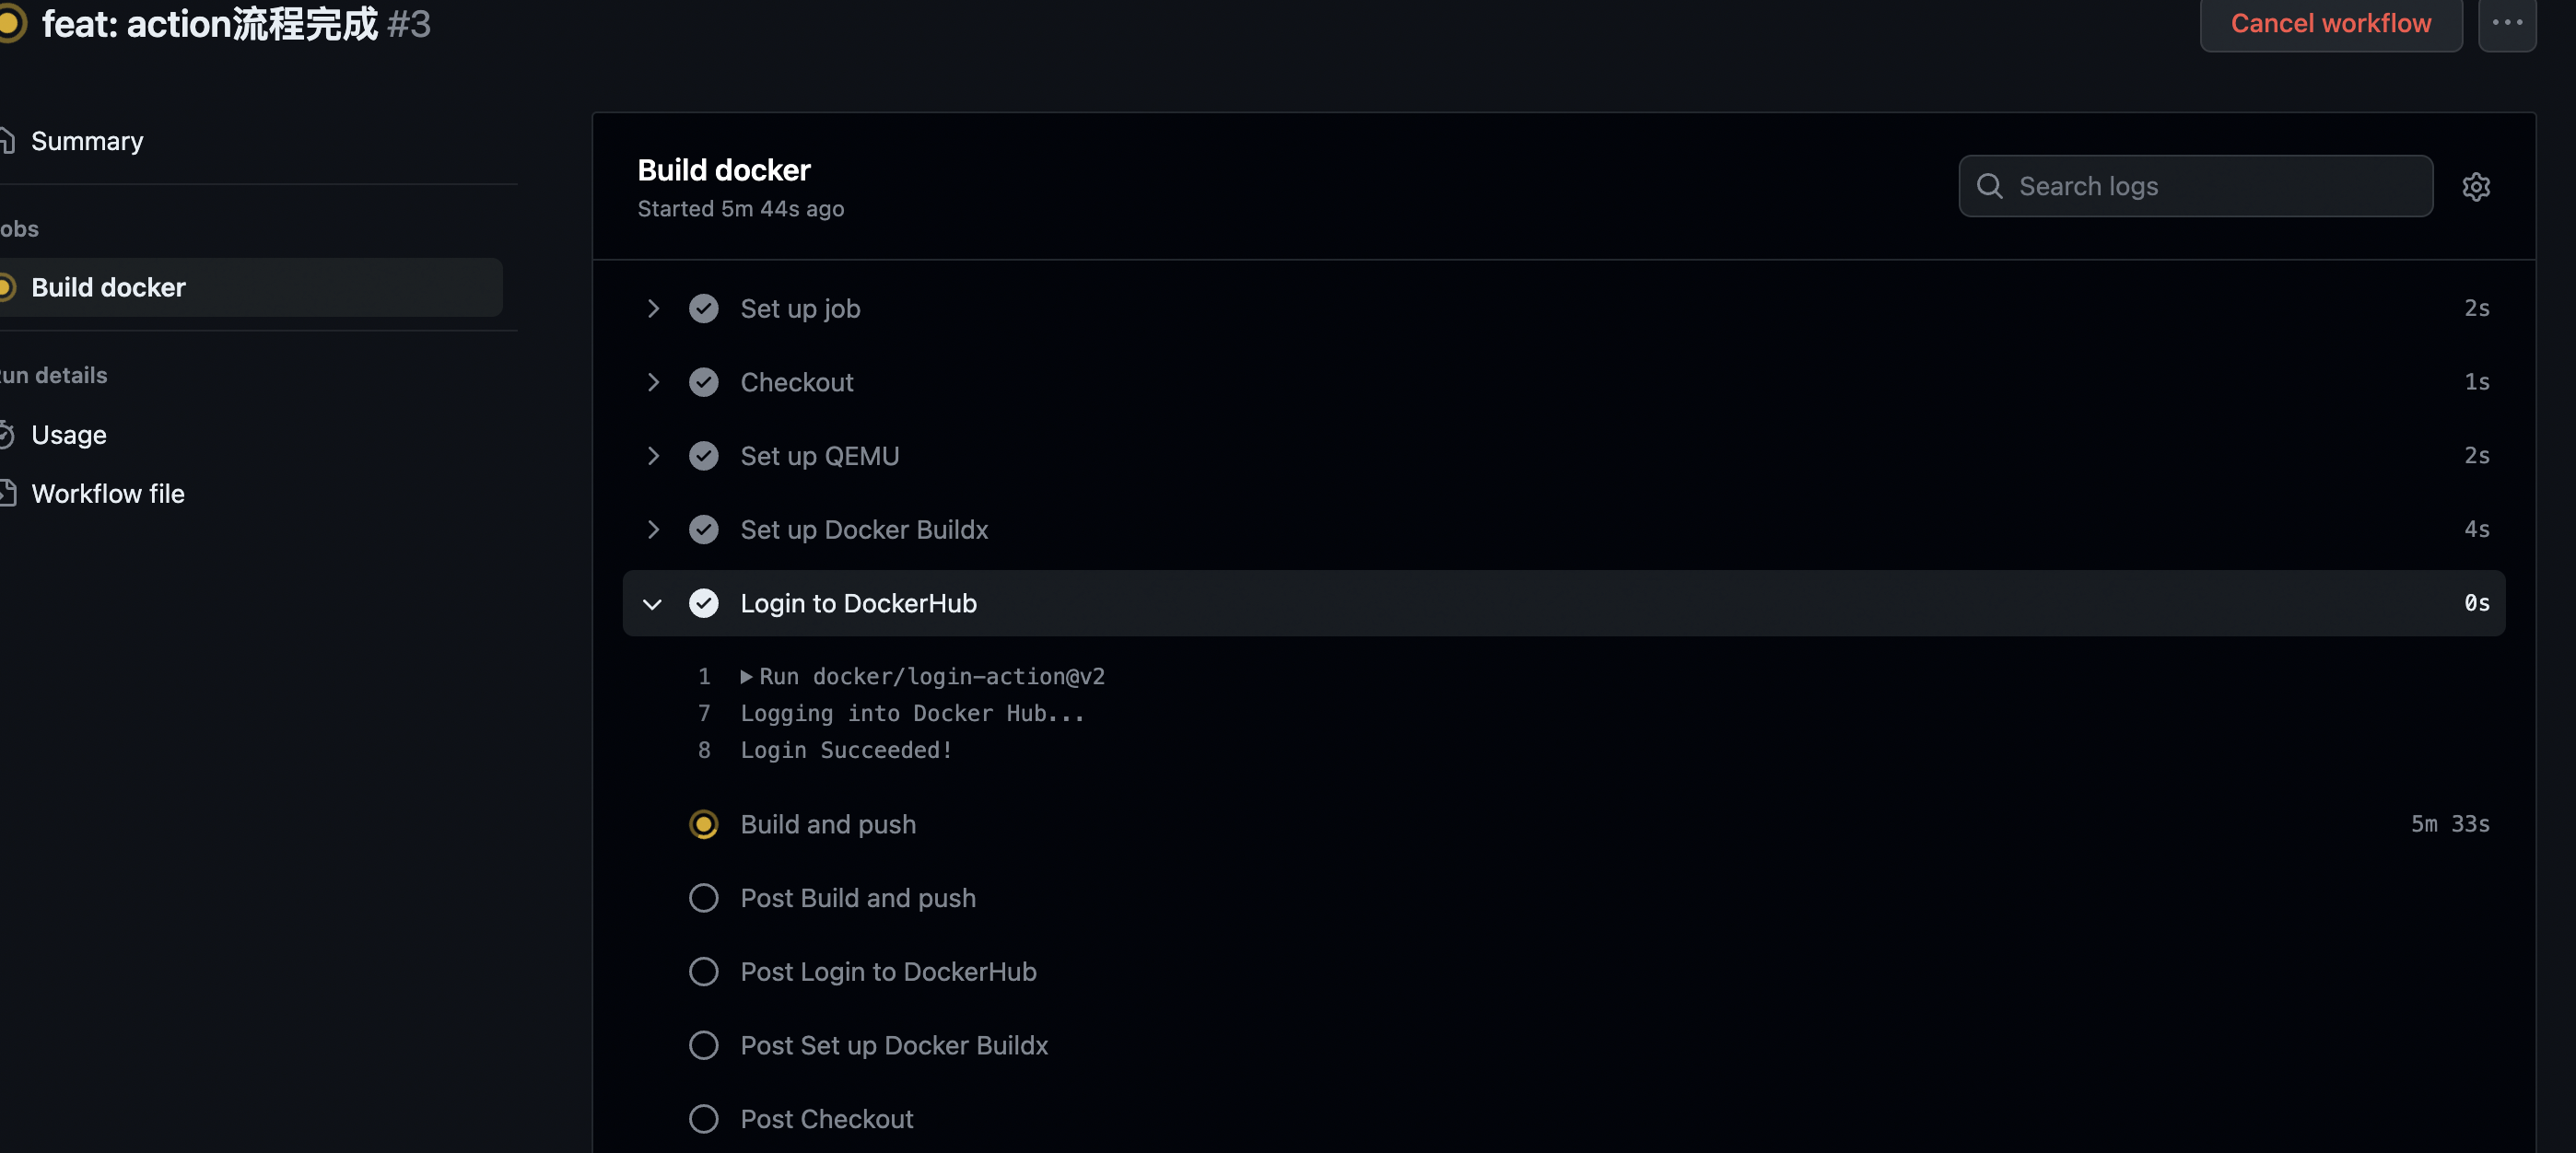 feat: action流程完成 #3
Cancel workflow
Summary
obs
Build docker
un details
Usage
Workflow file
Build docker
Started 5m 44s ago
Search logs
Set up job 2s
Checkout 1s
Set up QEMU 2s
Set up Docker Buildx 4s
Login to DockerHub 0s
1 Run docker/login-action@v2
7 Logging into Docker Hub...
8 Login Succeeded!
Build and push 5m 33s
Post Build and push
Post Login to DockerHub
Post Set up Docker Buildx
Post Checkout